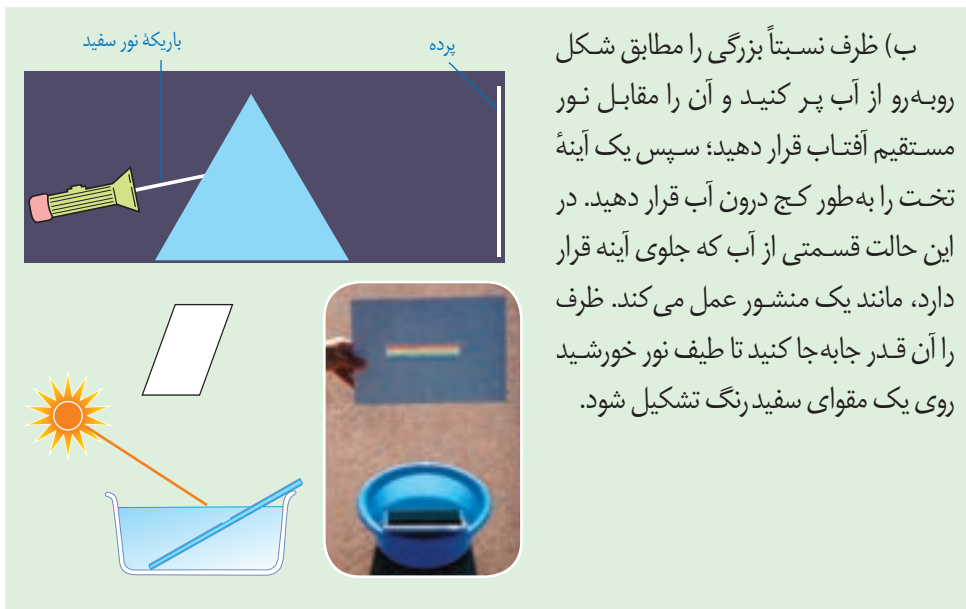 ب) ظرف نسبتاً بزرگی را مطابق شکل
روبه‌رو از آب پر کنید و آن را مقابل نور
مستقیم آفتاب قرار دهید؛ سپس یک آینهٔ
تخت را به‌طور کج درون آب قرار دهید. در
این حالت قسمتی از آب که جلوی آینه قرار
دارد، مانند یک منشور عمل می‌کند. ظرف
را آن قدر جابه‌جا کنید تا طیف نور خورشید
روی یک مقوای سفید رنگ تشکیل شود.
پرده
باریکهٔ نور سفید